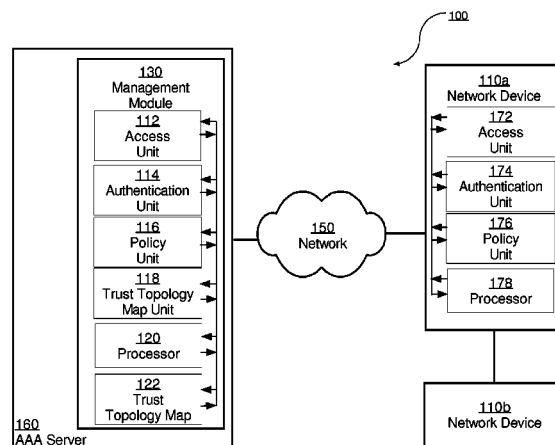 100
130
Management
Module
112
Access
Unit
114
Authentication
Unit
116
Policy
Unit
118
Trust Topology
Map Unit
120
Processor
122
Trust
Topology Map
160
AAA Server
150
Network
110a
Network Device
172
Access
Unit
174
Authentication
Unit
176
Policy
Unit
178
Processor
110b
Network Device